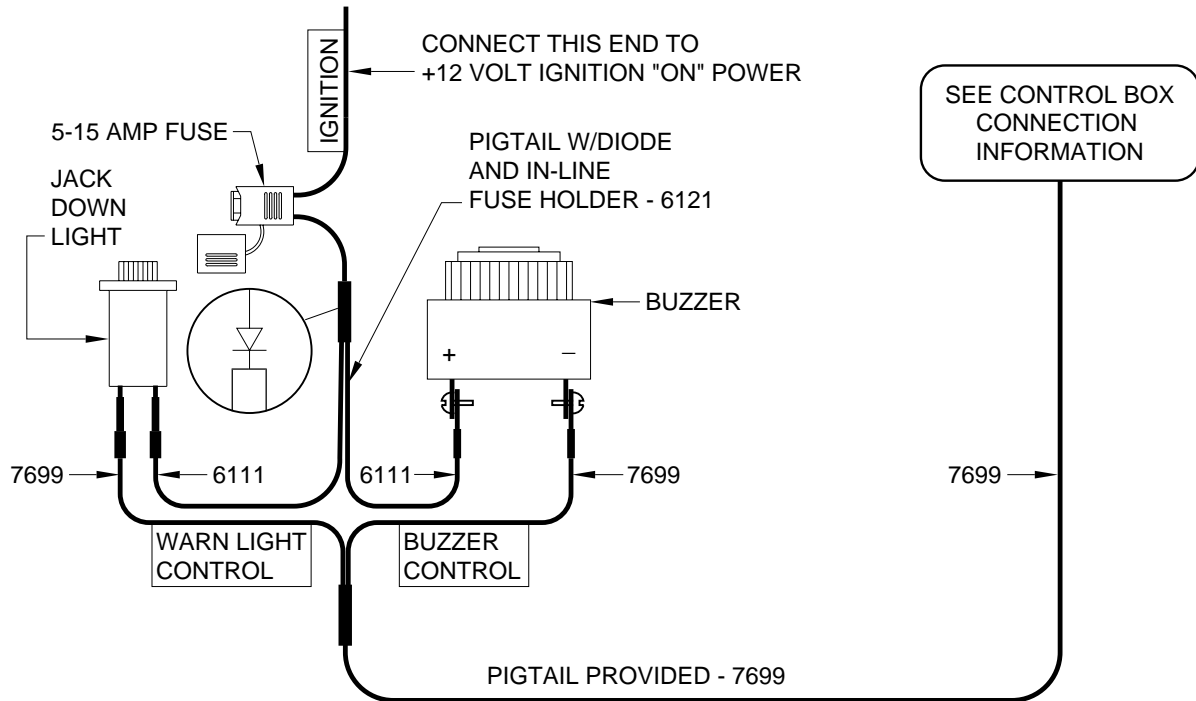 IGNITION
CONNECT THIS END TO
+12 VOLT IGNITION "ON" POWER
SEE CONTROL BOX
CONNECTION
INFORMATION
5-15 AMP FUSE
PIGTAIL W/DIODE
AND IN-LINE
FUSE HOLDER - 6121
JACK
DOWN
LIGHT
BUZZER
+
–
7699
6111
6111
7699
7699
WARN LIGHT
CONTROL
BUZZER
CONTROL
PIGTAIL PROVIDED - 7699